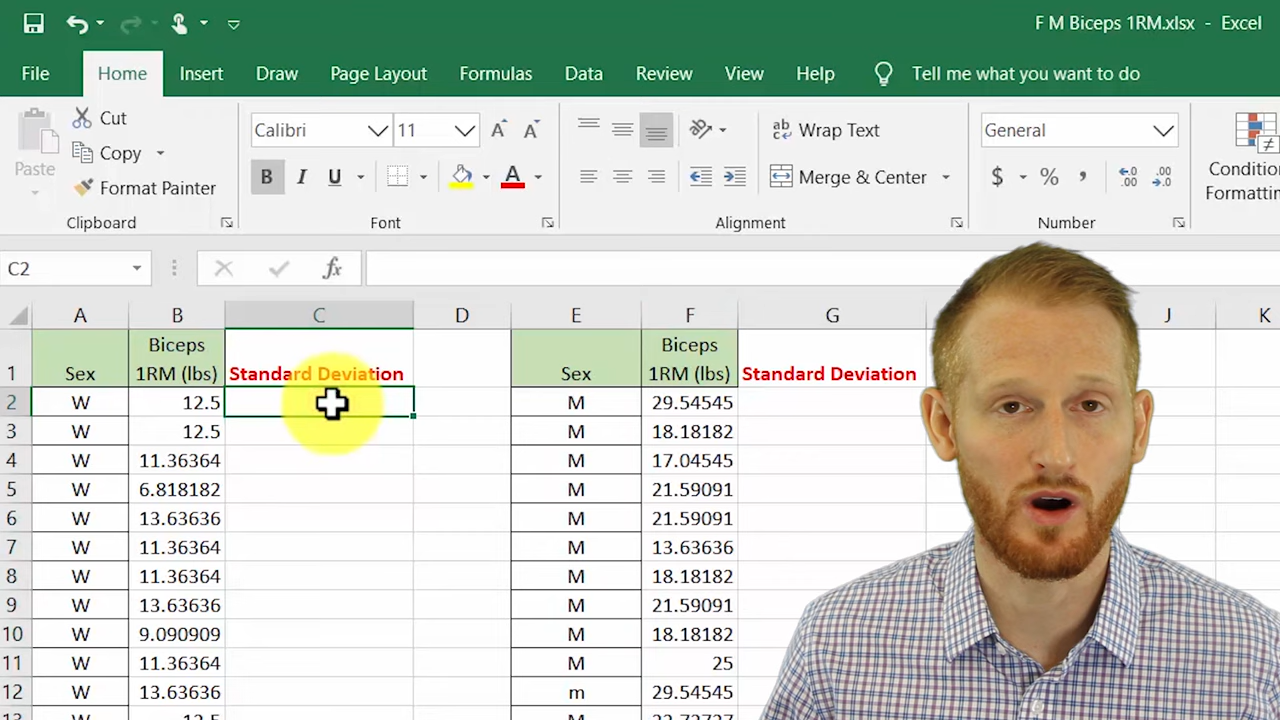 F M Biceps 1RM.xlsx - Excel
File Home Insert Draw Page Layout Formulas Data Review View Help Tell me what you want to do
Paste
Cut
Copy
Format Painter
Clipboard
Calibri 11
B I U A
Font
ab Wrap Text
Merge & Center
Alignment
General
$ % ,
Number
Formatting
C2 fx
A B C D E F G J K
1 Sex Biceps 1RM (lbs) Standard Deviation Sex Biceps 1RM (lbs) Standard Deviation
2 W 12.5 M 29.54545
3 W 12.5 M 18.18182
4 W 11.36364 M 17.04545
5 W 6.818182 M 21.59091
6 W 13.63636 M 21.59091
7 W 11.36364 M 13.63636
8 W 11.36364 M 18.18182
9 W 13.63636 M 21.59091
10 W 9.090909 M 18.18182
11 W 11.36364 M 25
12 W 13.63636 m 29.54545